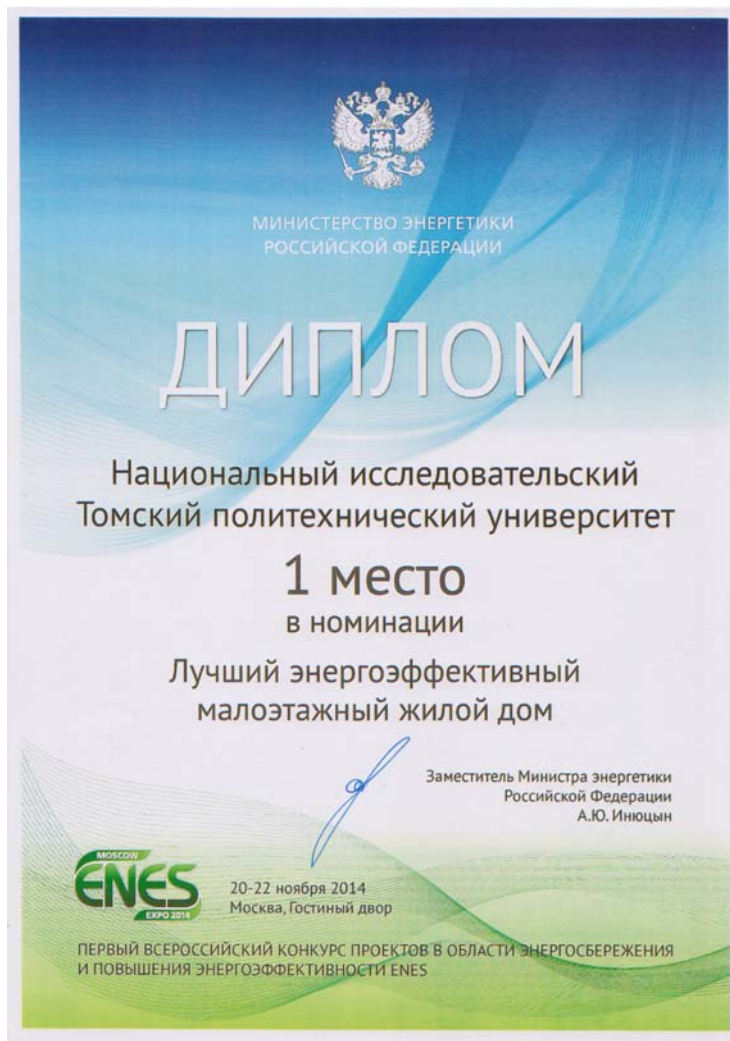 МИНИСТЕРСТВО ЭНЕРГЕТИКИ
РОССИЙСКОЙ ФЕДЕРАЦИИ
ДИПЛОМ
Национальный исследовательский
Томский политехнический университет
1 место
в номинации
Лучший энергоэффективный
малоэтажный жилой дом
Заместитель Министра энергетики
Российской Федерации
А.Ю. Инюцын
MOSCOW
ENES
EXPO 2014
20-22 ноября 2014
Москва, Гостиный двор
ПЕРВЫЙ ВСЕРОССИЙСКИЙ КОНКУРС ПРОЕКТОВ В ОБЛАСТИ ЭНЕРГОСБЕРЕЖЕНИЯ
И ПОВЫШЕНИЯ ЭНЕРГОЭФФЕКТИВНОСТИ ENES